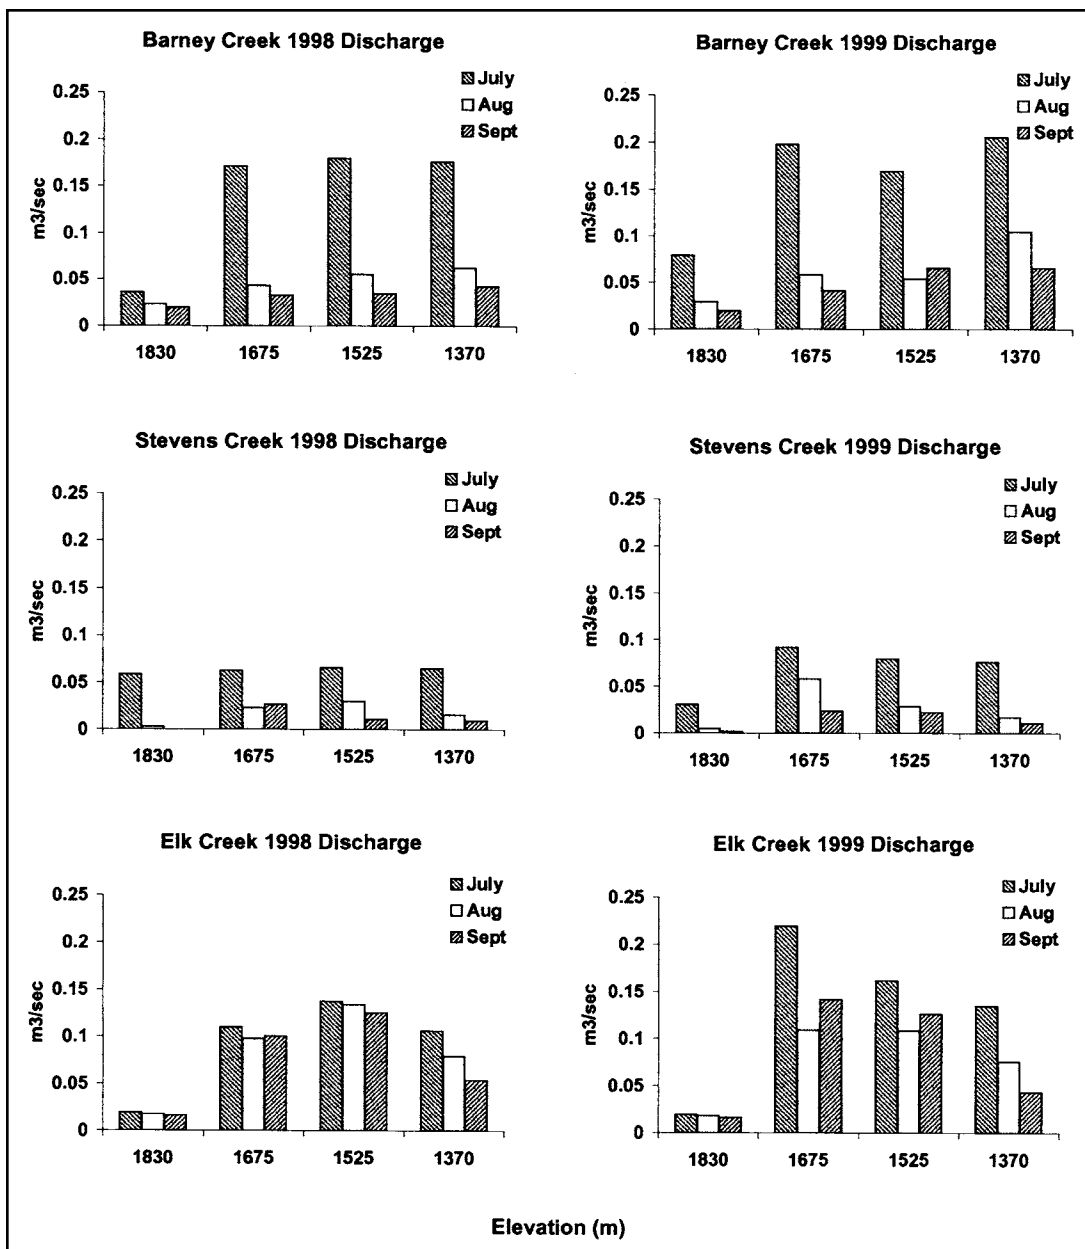 Barney Creek 1998 Discharge
July
Aug
Sept
0.25
0.2
0.15
0.1
0.05
0
m3/sec
1830 1675 1525 1370
Barney Creek 1999 Discharge
July
Aug
Sept
0.25
0.2
0.15
0.1
0.05
0
m3/sec
1830 1675 1525 1370
Stevens Creek 1998 Discharge
July
Aug
Sept
0.25
0.2
0.15
0.1
0.05
0
m3/sec
1830 1675 1525 1370
Stevens Creek 1999 Discharge
July
Aug
Sept
0.25
0.2
0.15
0.1
0.05
0
m3/sec
1830 1675 1525 1370
Elk Creek 1998 Discharge
July
Aug
Sept
0.25
0.2
0.15
0.1
0.05
0
m3/sec
1830 1675 1525 1370
Elk Creek 1999 Discharge
July
Aug
Sept
0.25
0.2
0.15
0.1
0.05
0
m3/sec
1830 1675 1525 1370
Elevation (m)